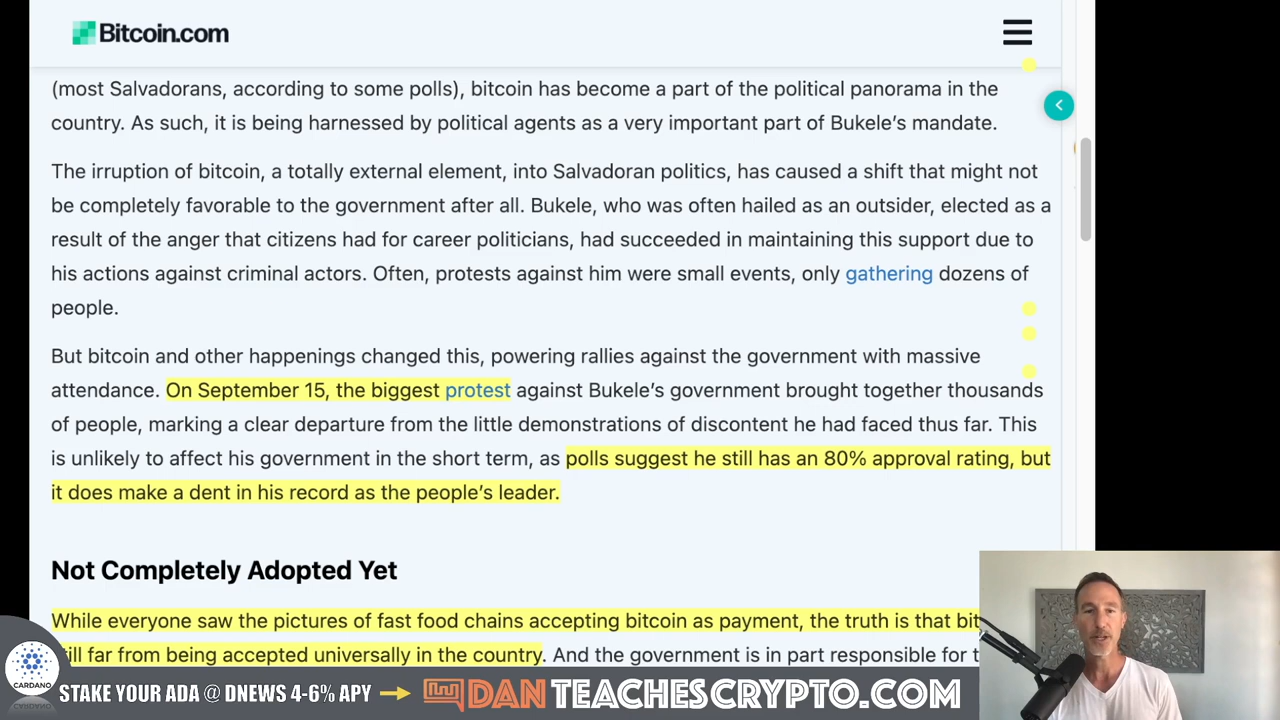 Bitcoin.com
(most Salvadorans, according to some polls), bitcoin has become a part of the political panorama in the
country. As such, it is being harnessed by political agents as a very important part of Bukele’s mandate.
The irruption of bitcoin, a totally external element, into Salvadoran politics, has caused a shift that might not
be completely favorable to the government after all. Bukele, who was often hailed as an outsider, elected as a
result of the anger that citizens had for career politicians, had succeeded in maintaining this support due to
his actions against criminal actors. Often, protests against him were small events, only gathering dozens of
people.
But bitcoin and other happenings changed this, powering rallies against the government with massive
attendance. On September 15, the biggest protest against Bukele’s government brought together thousands
of people, marking a clear departure from the little demonstrations of discontent he had faced thus far. This
is unlikely to affect his government in the short term, as polls suggest he still has an 80% approval rating, but
it does make a dent in his record as the people’s leader.
Not Completely Adopted Yet
While everyone saw the pictures of fast food chains accepting bitcoin as payment, the truth is that bit
ill far from being accepted universally in the country. And the government is in part responsible for t
CARDANO
STAKE YOUR ADA @ DNEWS 4-6% APY
DAN TEACHESCRYPTO.COM